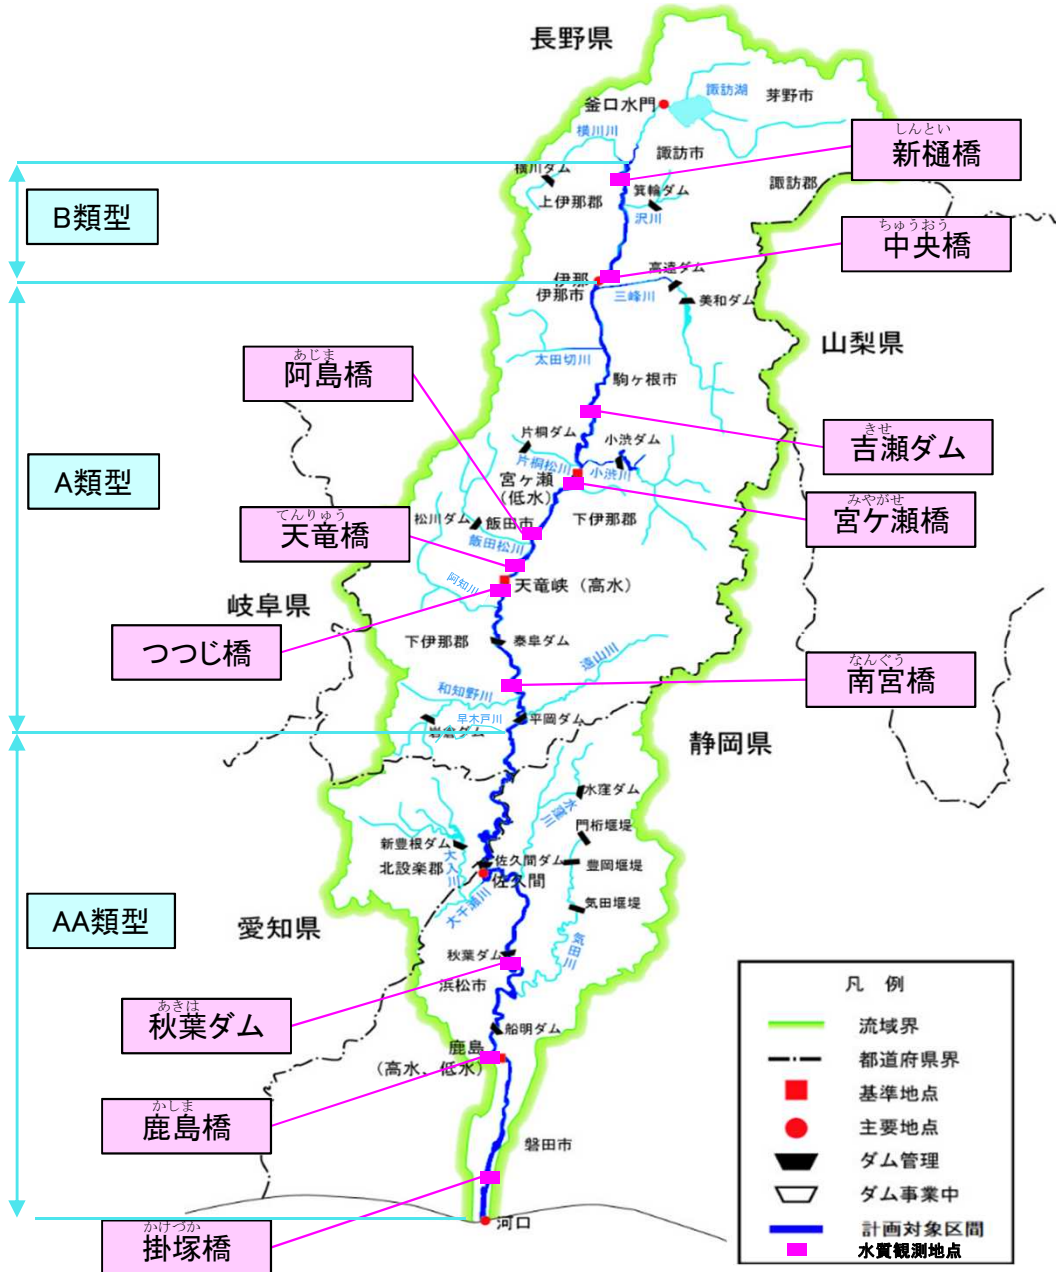 長野県
釜口水門
諏訪湖
茅野市
横川川
しんとい
新樋橋
諏訪市
横川ダム
箕輪ダム
諏訪郡
上伊那郡
沢川
B類型
ちゅうおう
中央橋
伊那
高遠ダム
伊那市
三峰川
美和ダム
山梨県
あじま
阿島橋
太田切川
駒ヶ根市
きせ
吉瀬ダム
片桐ダム
小渋ダム
片桐松川
小渋川
宮ヶ瀬
(低水)
A類型
みやがせ
宮ケ瀬橋
てんりゅう
天竜橋
松川ダム
飯田市
下伊那郡
飯田松川
阿知川
天竜峡(高水)
岐阜県
つつじ橋
下伊那郡
泰阜ダム
遠山川
なんぐう
南宮橋
和知野川
早木戸川
平岡ダム
岩倉ダム
静岡県
水窪ダム
水窪川
門桁堰堤
新豊根ダム
大入川
佐久間ダム
豊岡堰堤
北設楽郡
佐久間
大千瀬川
気田堰堤
AA類型
愛知県
気田川
秋葉ダム
浜松市
あきは
秋葉ダム
船明ダム
鹿島
(高水、低水)
かしま
鹿島橋
磐田市
かけづか
掛塚橋
河口
凡 例
流域界
都道府県界
基準地点
主要地点
ダム管理
ダム事業中
計画対象区間
水質観測地点